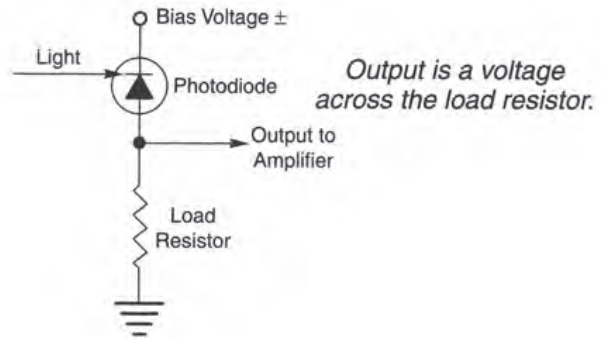 Bias Voltage ±
Light
Photodiode
Output is a voltage
across the load resistor.
Output to
Amplifier
Load
Resistor